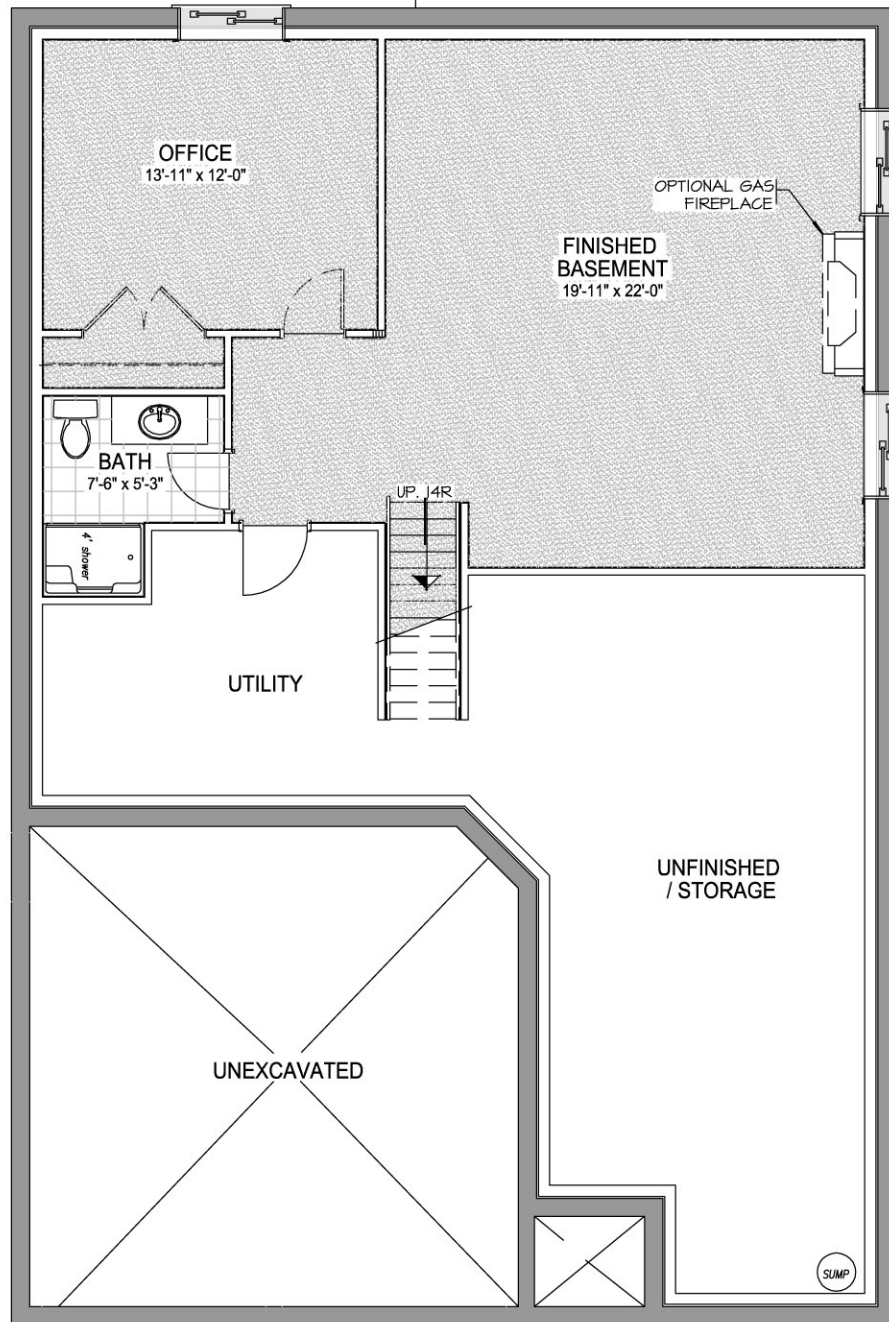 OFFICE
13'-11" x 12'-0"
OPTIONAL GAS
FIREPLACE
FINISHED
BASEMENT
19'-11" x 22'-0"
BATH
7'-6" x 5'-3"
UP. 14R
4' shower
UTILITY
UNFINISHED
/ STORAGE
UNEXCAVATED
SUMP